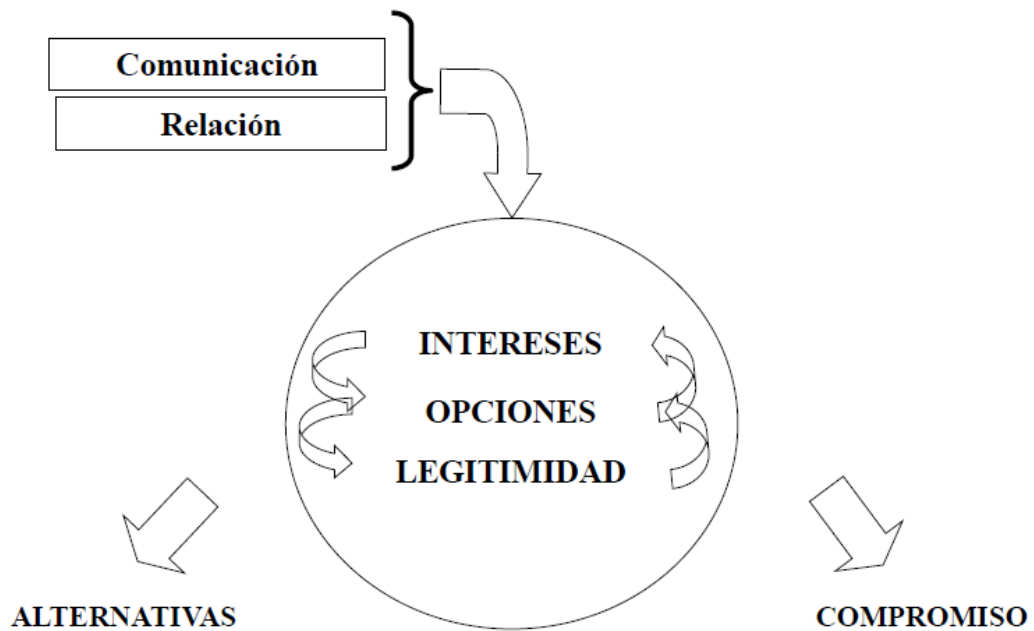 Comunicación
Relación
INTERESES
OPCIONES
LEGITIMIDAD
ALTERNATIVAS
COMPROMISO